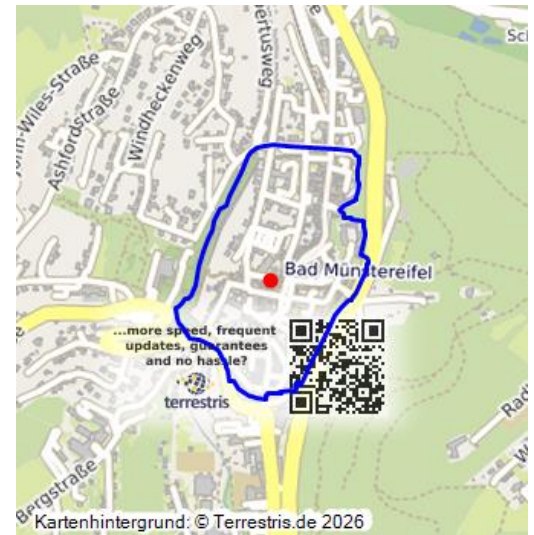 Windheckenweg
Ashfordstraße
Bad Münstereifel
...more speed, frequent
updates, guarantees
and no hassle?
terrestris
Bergstraße
Kartenhintergrund: © Terrestris.de 2026